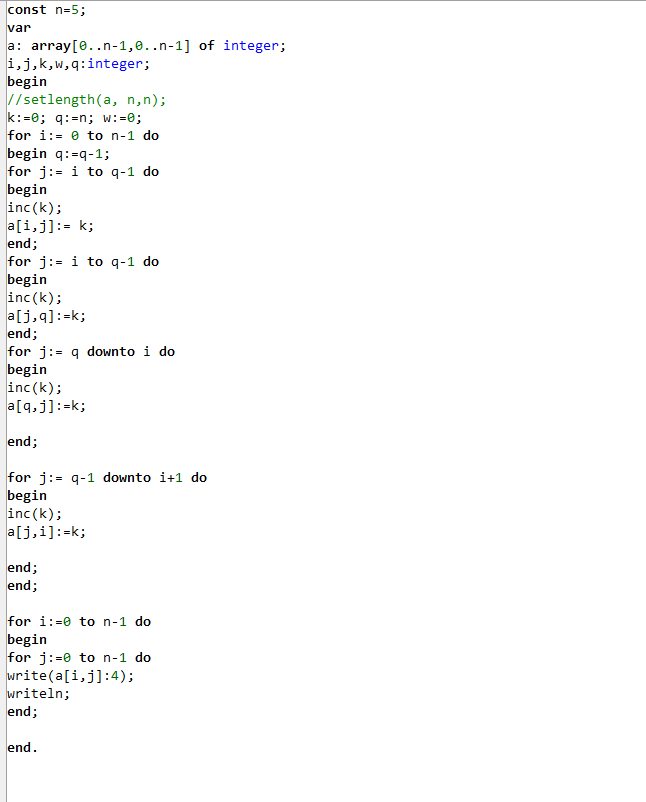 const n=5;
var
a: array[0..n-1,0..n-1] of integer;
i,j,k,w,q:integer;
begin
//setlength(a, n,n);
k:=0; q:=n; w:=0;
for i:= 0 to n-1 do
begin q:=q-1;
for j:= i to q-1 do
begin
inc(k);
a[i,j]:= k;
end;
for j:= i to q-1 do
begin
inc(k);
a[j,q]:=k;
end;
for j:= q downto i do
begin
inc(k);
a[q,j]:=k;
end;
for j:= q-1 downto i+1 do
begin
inc(k);
a[j,i]:=k;
end;
end;
for i:=0 to n-1 do
begin
for j:=0 to n-1 do
write(a[i,j]:4);
writeln;
end;
end.